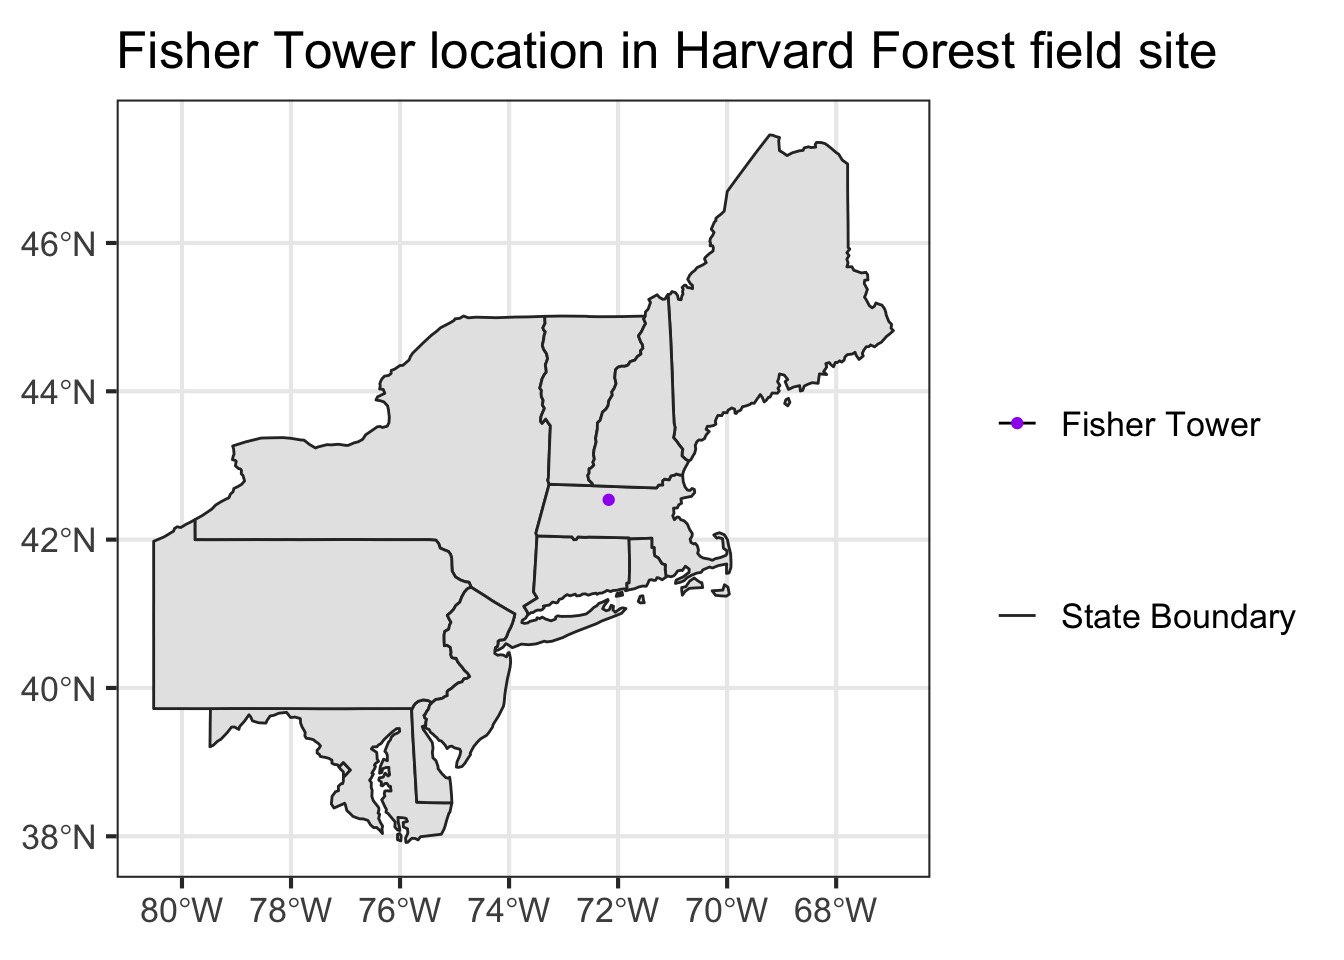 Fisher Tower location in Harvard Forest field site
46°N
44°N
42°N
40°N
38°N
80°W 78°W 76°W 74°W 72°W 70°W 68°W
Fisher Tower
State Boundary